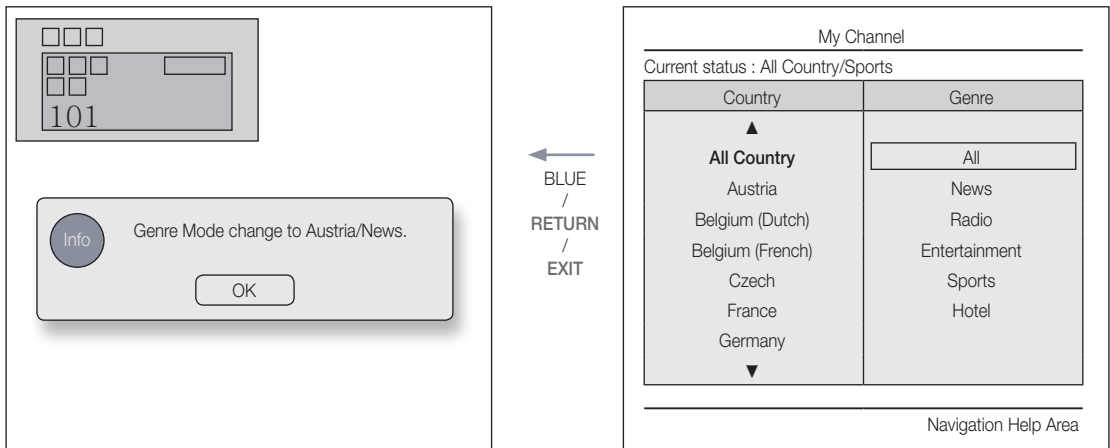 101
Info
Genre Mode change to Austria/News.
OK
BLUE
/
RETURN
/
EXIT
My Channel
Current status : All Country/Sports
Country
Genre
▲
All Country
All
Austria
News
Belgium (Dutch)
Radio
Belgium (French)
Entertainment
Czech
Sports
France
Hotel
Germany
▼
Navigation Help Area